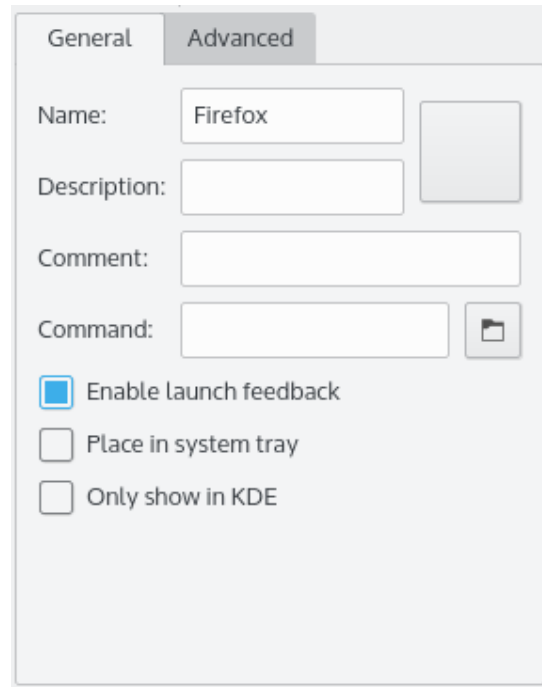 General Advanced
Name: Firefox
Description:
Comment:
Command:
Enable launch feedback
Place in system tray
Only show in KDE